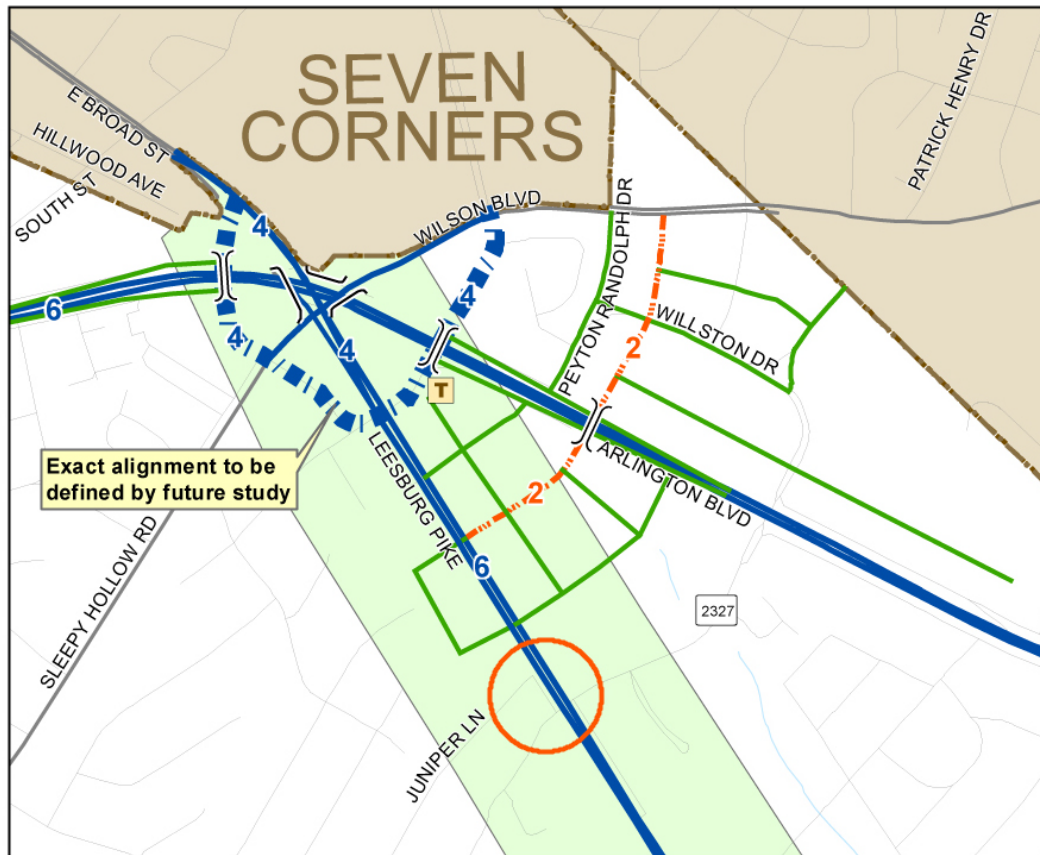 SEVEN
CORNERS
PATRICK HENRY DR
E BROAD ST
HILLWOOD AVE
SOUTH ST
WILSON BLVD
PEYTON RANDOLPH DR
WILLSTON DR
4
4
6
4
4
2
T
ARLINGTON BLVD
LEESBURG PIKE
Exact alignment to be
defined by future study
2
6
SLEEPY HOLLOW RD
2327
JUNIPER LN